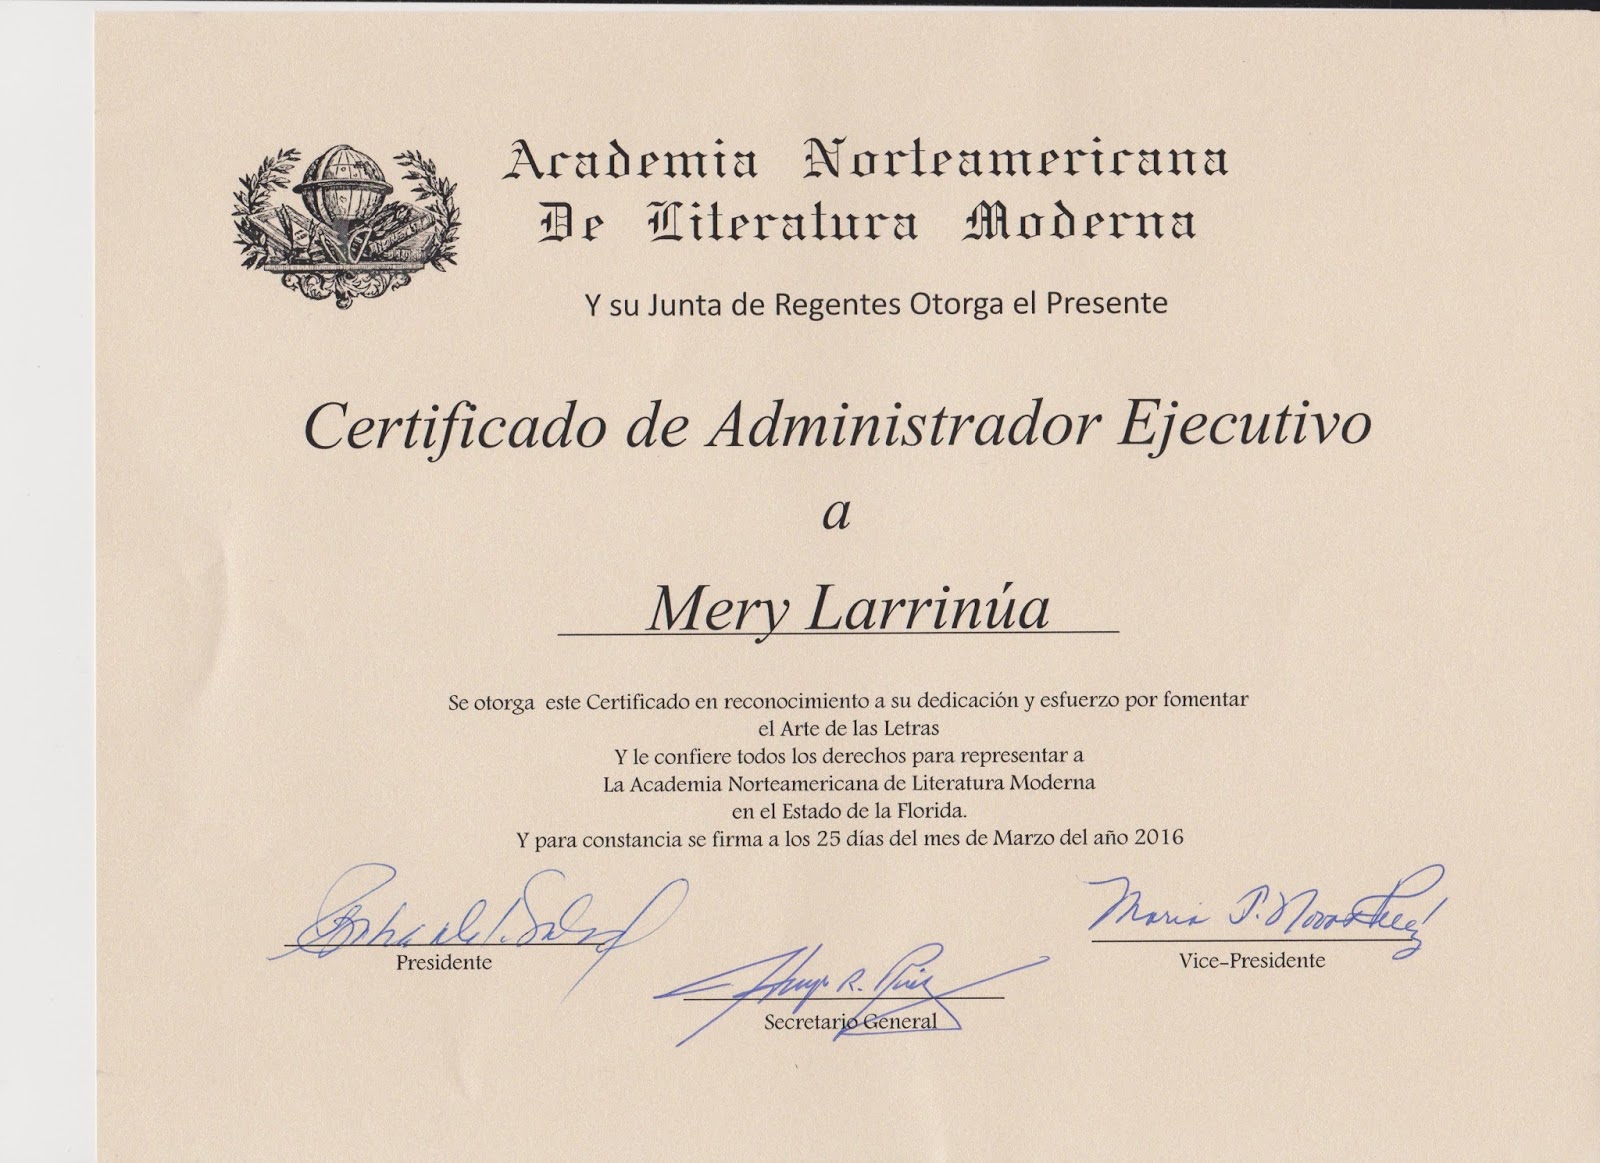 Academia Norteamericana
De Literatura Moderna
Y su Junta de Regentes Otorga el Presente
Certificado de Administrador Ejecutivo
a
Mery Larrinúa
Se otorga este Certificado en reconocimiento a su dedicación y esfuerzo por fomentar
el Arte de las Letras
Y le confiere todos los derechos para representar a
La Academia Norteamericana de Literatura Moderna
en el Estado de la Florida.
Y para constancia se firma a los 25 días del mes de Marzo del año 2016
Maria
Presidente
Vice-Presidente
Hugo R.
Secretario General